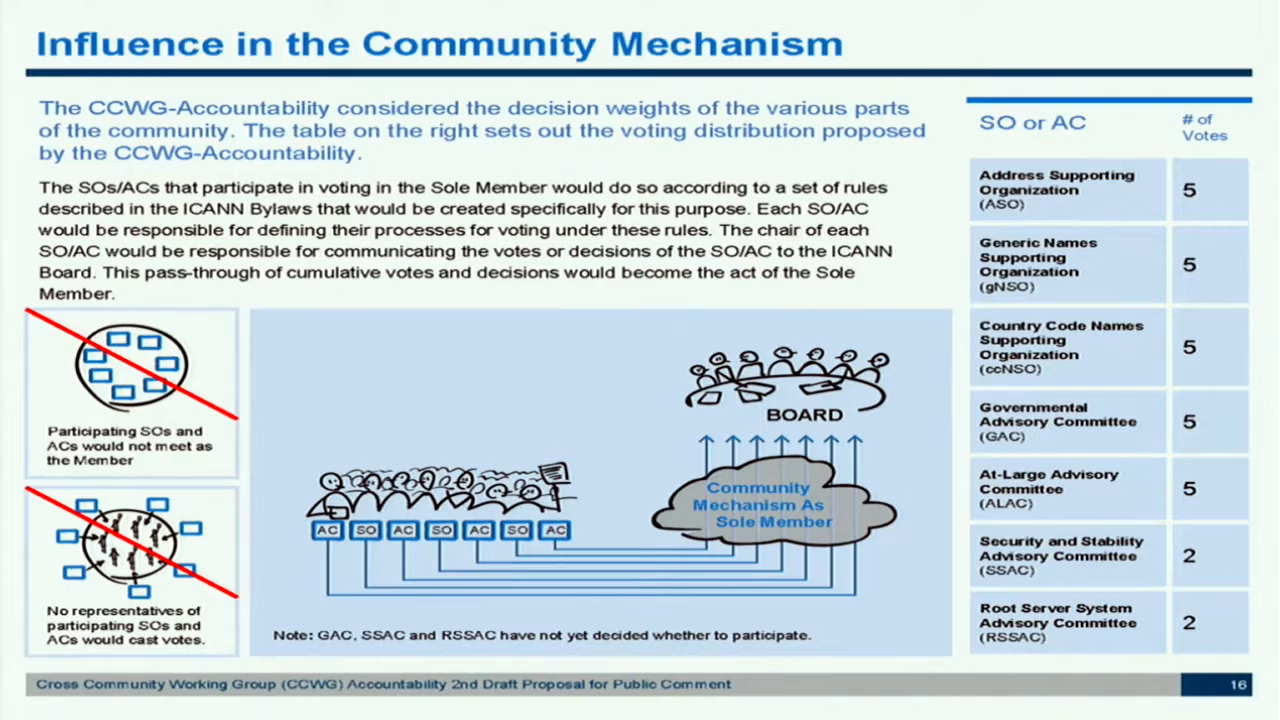 Influence in the Community Mechanism
The CCWG-Accountability considered the decision weights of the various parts
of the community. The table on the right sets out the voting distribution proposed
by the CCWG-Accountability.
The SOs/ACs that participate in voting in the Sole Member would do so according to a set of rules
described in the ICANN Bylaws that would be created specifically for this purpose. Each SO/AC
would be responsible for defining their processes for voting under these rules. The chair of each
SO/AC would be responsible for communicating the votes or decisions of the SO/AC to the ICANN
Board. This pass-through of cumulative votes and decisions would become the act of the Sole
Member.
Participating SOs and
ACs would not meet as
the Member
No representatives of
participating SOs and
ACs would cast votes.
BOARD
Community
Mechanism As
Sole Member
AC SO AC SO AC SO AC
Note: GAC, SSAC and RSSAC have not yet decided whether to participate.
SO or AC
# of
Votes
Address Supporting
Organization
(ASO)
5
Generic Names
Supporting
Organization
(gNSO)
5
Country Code Names
Supporting
Organization
(ccNSO)
5
Governmental
Advisory Committee
(GAC)
5
At-Large Advisory
Committee
(ALAC)
5
Security and Stability
Advisory Committee
(SSAC)
2
Root Server System
Advisory Committee
(RSSAC)
2
Cross Community Working Group (CCWG) Accountability 2nd Draft Proposal for Public Comment
16